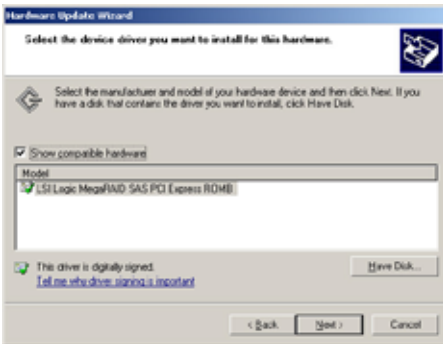 Hardware Update Wizard
Select the device driver you want to install for this hardware.
Select the manufacturer and model of your hardware device and then click Next. If you
have a disk that contains the driver you want to install, click Have Disk.
Show compatible hardware
Model
LSI Logic MegaRAID SAS PCI Express ROMB
This driver is digitally signed.
Have Disk...
Tell me why driver signing is important
< Back
Next >
Cancel